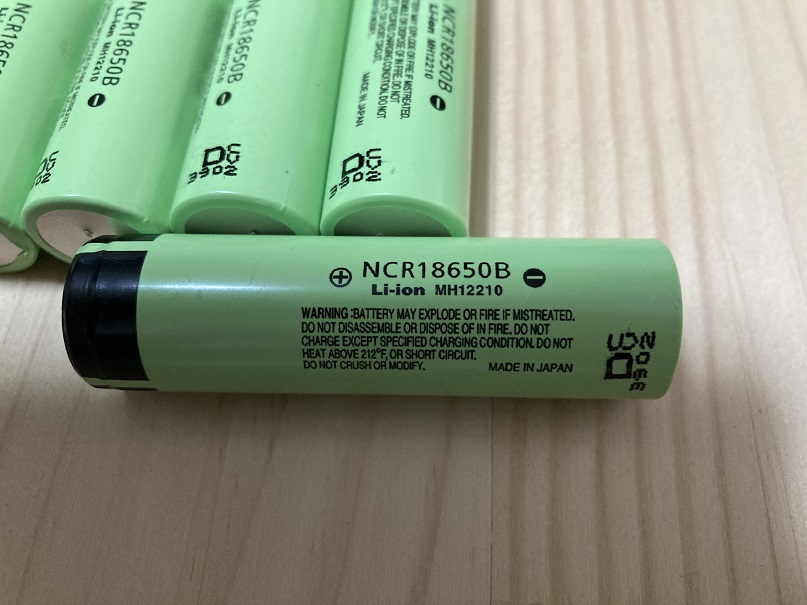 NCR18650B
NCR18650B
Li-ion MH12210
NCR18650B
NCR18650B
Li-ion MH12210
MADE IN JAPAN
⊕ NCR18650B ⊖
Li-ion MH12210
WARNING :BATTERY MAY EXPLODE OR FIRE IF MISTREATED.
DO NOT DISASSEMBLE OR DISPOSE OF IN FIRE. DO NOT
CHARGE EXCEPT SPECIFIED CHARGING CONDITION. DO NOT
HEAT ABOVE 212°F, OR SHORT CIRCUIT.
DO NOT CRUSH OR MODIFY.
MADE IN JAPAN